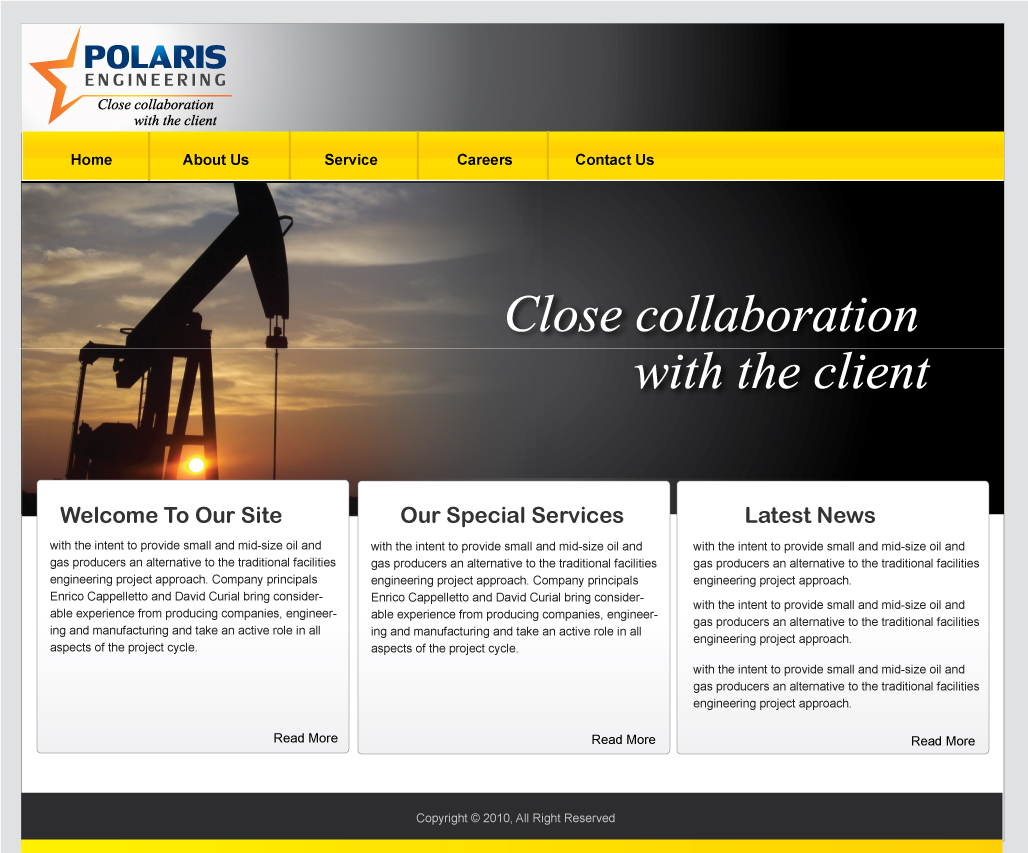 POLARIS
ENGINEERING
Close collaboration
with the client
Home About Us Service Careers Contact Us
Close collaboration
with the client
Welcome To Our Site
with the intent to provide small and mid-size oil and
gas producers an alternative to the traditional facilities
engineering project approach. Company principals
Enrico Cappelletto and David Curial bring consider-
able experience from producing companies, engineer-
ing and manufacturing and take an active role in all
aspects of the project cycle.
Read More
Our Special Services
with the intent to provide small and mid-size oil and
gas producers an alternative to the traditional facilities
engineering project approach. Company principals
Enrico Cappelletto and David Curial bring consider-
able experience from producing companies, engineer-
ing and manufacturing and take an active role in all
aspects of the project cycle.
Read More
Latest News
with the intent to provide small and mid-size oil and
gas producers an alternative to the traditional facilities
engineering project approach.
with the intent to provide small and mid-size oil and
gas producers an alternative to the traditional facilities
engineering project approach.
with the intent to provide small and mid-size oil and
gas producers an alternative to the traditional facilities
engineering project approach.
Read More
Copyright © 2010, All Right Reserved